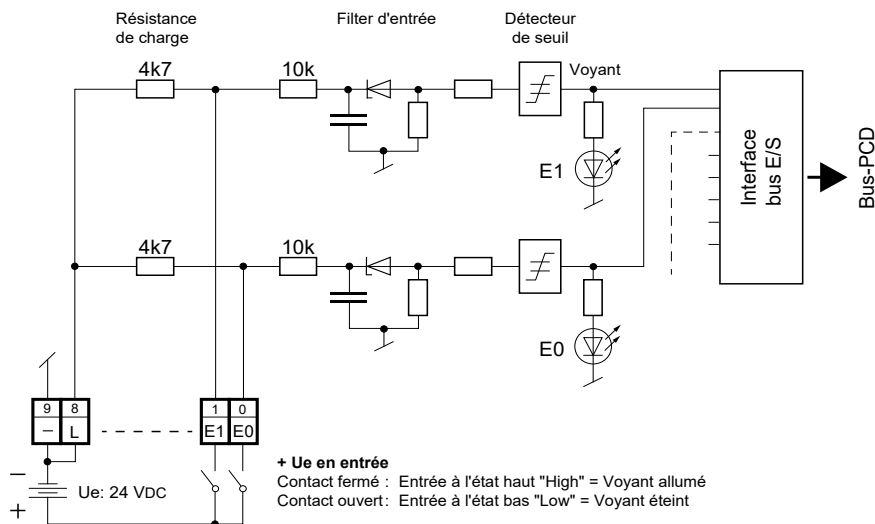 Résistance
de charge
Filter d'entrée
Détecteur
de seuil
4k7
10k
Voyant
E1
Interface
bus E/S
Bus-PCD
4k7
10k
E0
9
8
1
0
–
L
E1
E0
–
+
Ue: 24 VDC
+ Ue en entrée
Contact fermé : Entrée à l'état haut "High" = Voyant allumé
Contact ouvert: Entrée à l'état bas "Low" = Voyant éteint